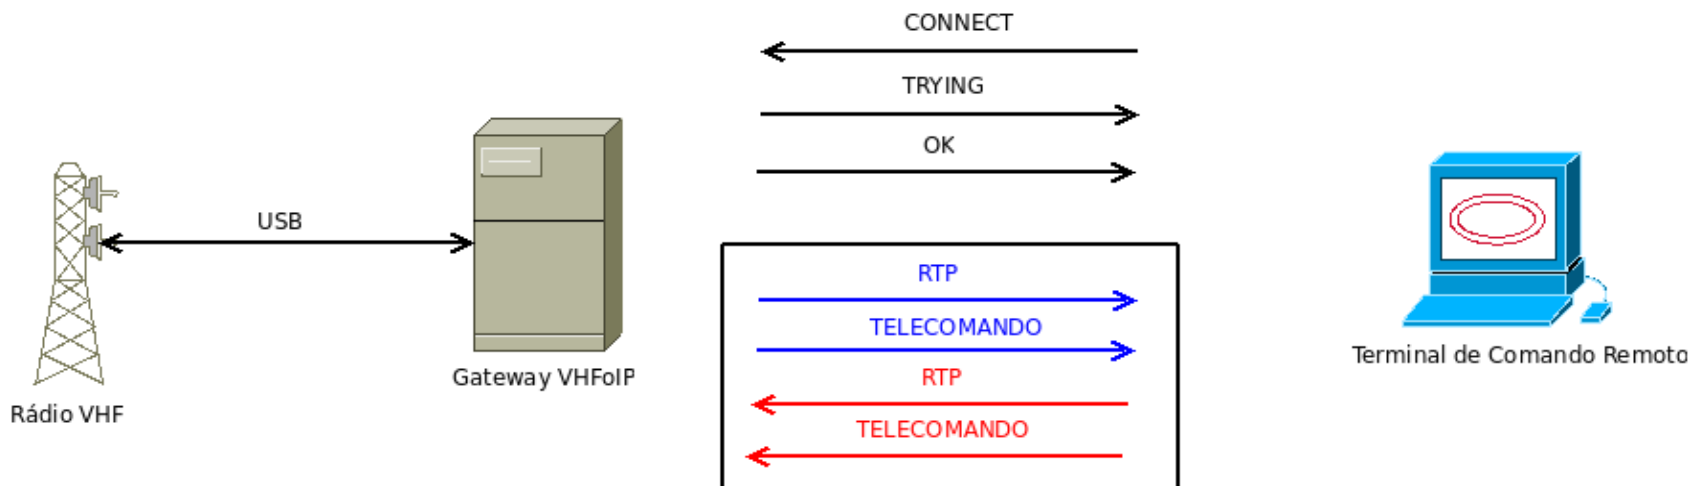 CONNECT
TRYING
OK
USB
RTP
TELECOMANDO
RTP
TELECOMANDO
Rádio VHF
Gateway VHFoIP
Terminal de Comando Remoto